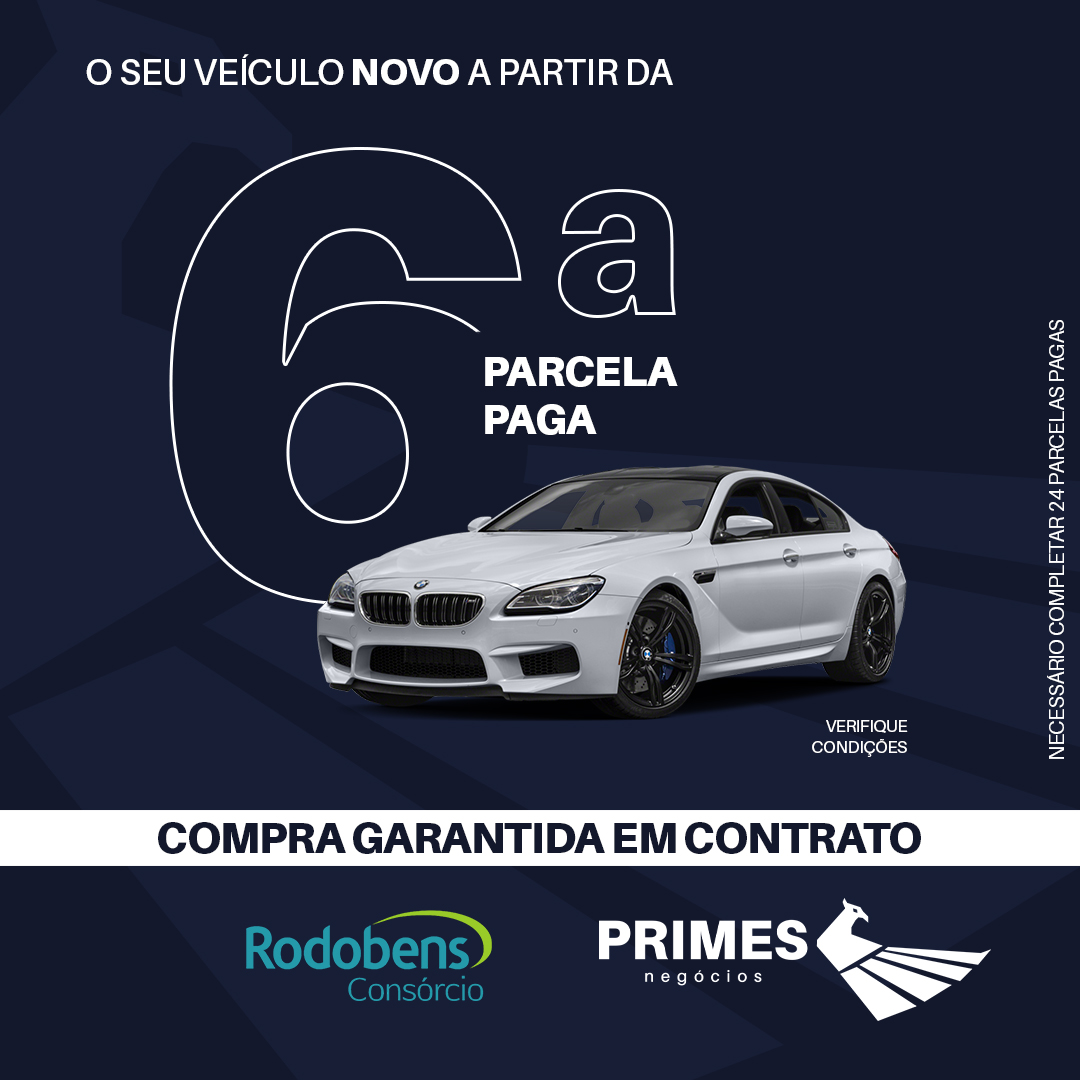 O SEU VEÍCULO NOVO A PARTIR DA
6a
PARCELA
PAGA
NECESSÁRIO COMPLETAR 24 PARCELAS PAGAS
VERIFIQUE
CONDIÇÕES
COMPRA GARANTIDA EM CONTRATO
Rodobens
Consórcio
PRIMES
negócios